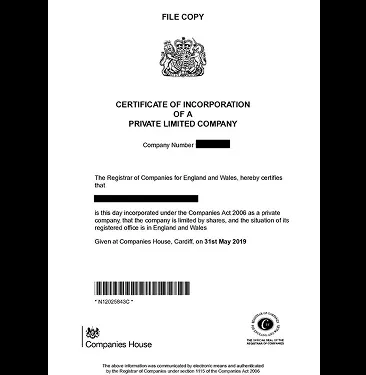 FILE COPY
CERTIFICATE OF INCORPORATION
OF A
PRIVATE LIMITED COMPANY
Company Number
The Registrar of Companies for England and Wales, hereby certifies
that
is this day incorporated under the Companies Act 2006 as a private
company, that the company is limited by shares, and the situation of its
registered office is in England and Wales
Given at Companies House, Cardiff, on 31st May 2019
* N12025843C *
Companies House
THE OFFICIAL SEAL OF THE
REGISTRAR OF COMPANIES
The above information was communicated by electronic means and authenticated
by the Registrar of Companies under section 1115 of the Companies Act 2006